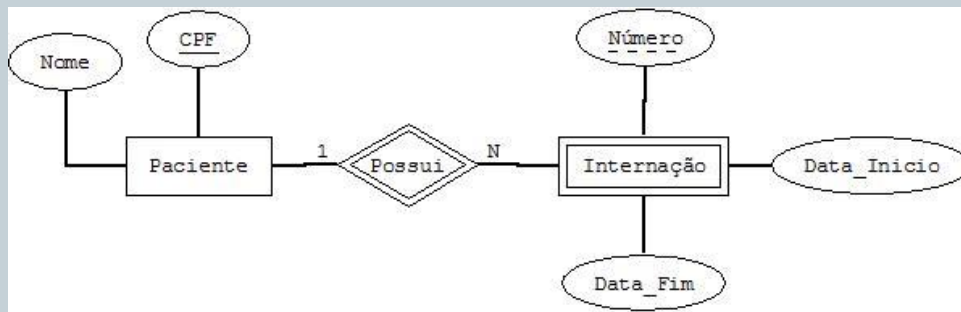 CPF
Número
Nome
Paciente
1
Possui
N
Internação
Data_Inicio
Data_Fim